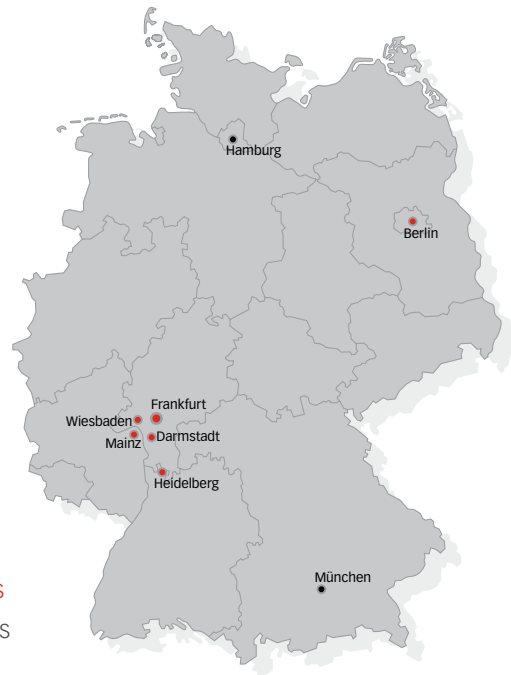 Hamburg
Berlin
Frankfurt
Wiesbaden
Mainz
Darmstadt
Heidelberg
München
S
S